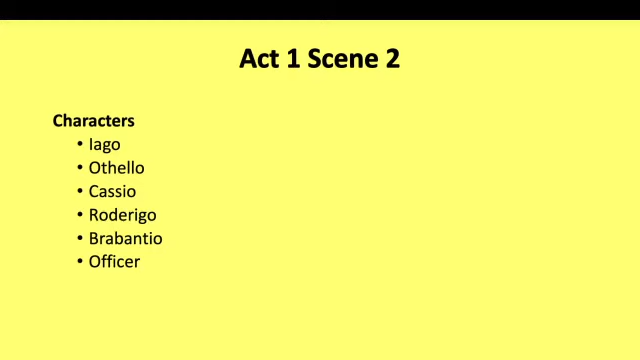 Act 1 Scene 2
Characters
• Iago
• Othello
• Cassio
• Roderigo
• Brabantio
• Officer